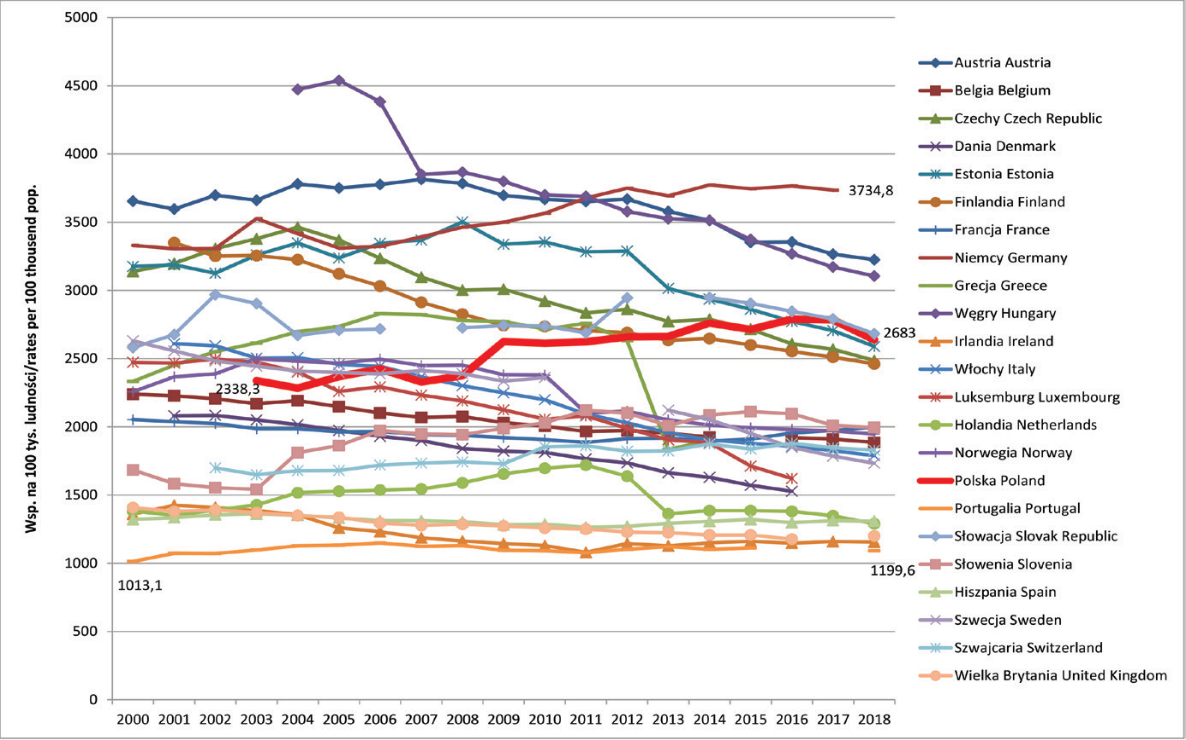 Wsp. na 100 tys. ludności/rates per 100 thousend pop.
5000
4500
4000
3500
3000
2500
2000
1500
1000
500
0
2000 2001 2002 2003 2004 2005 2006 2007 2008 2009 2010 2011 2012 2013 2014 2015 2016 2017 2018
3734,8
2683
2338,3
1013,1
1199,6
Austria Austria
Belgia Belgium
Czechy Czech Republic
Dania Denmark
Estonia Estonia
Finlandia Finland
Francja France
Niemcy Germany
Grecja Greece
Węgry Hungary
Irlandia Ireland
Włochy Italy
Luksemburg Luxembourg
Holandia Netherlands
Norwegia Norway
Polska Poland
Portugalia Portugal
Słowacja Slovak Republic
Słowenia Slovenia
Hiszpania Spain
Szwecja Sweden
Szwajcaria Switzerland
Wielka Brytania United Kingdom